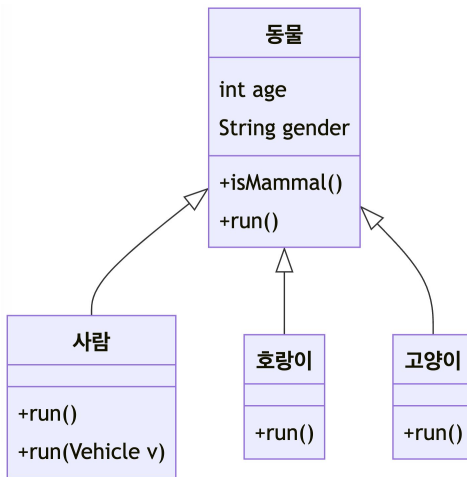 동물
int age
String gender
+isMammal()
+run()
사람
+run()
+run(Vehicle v)
호랑이
+run()
고양이
+run()